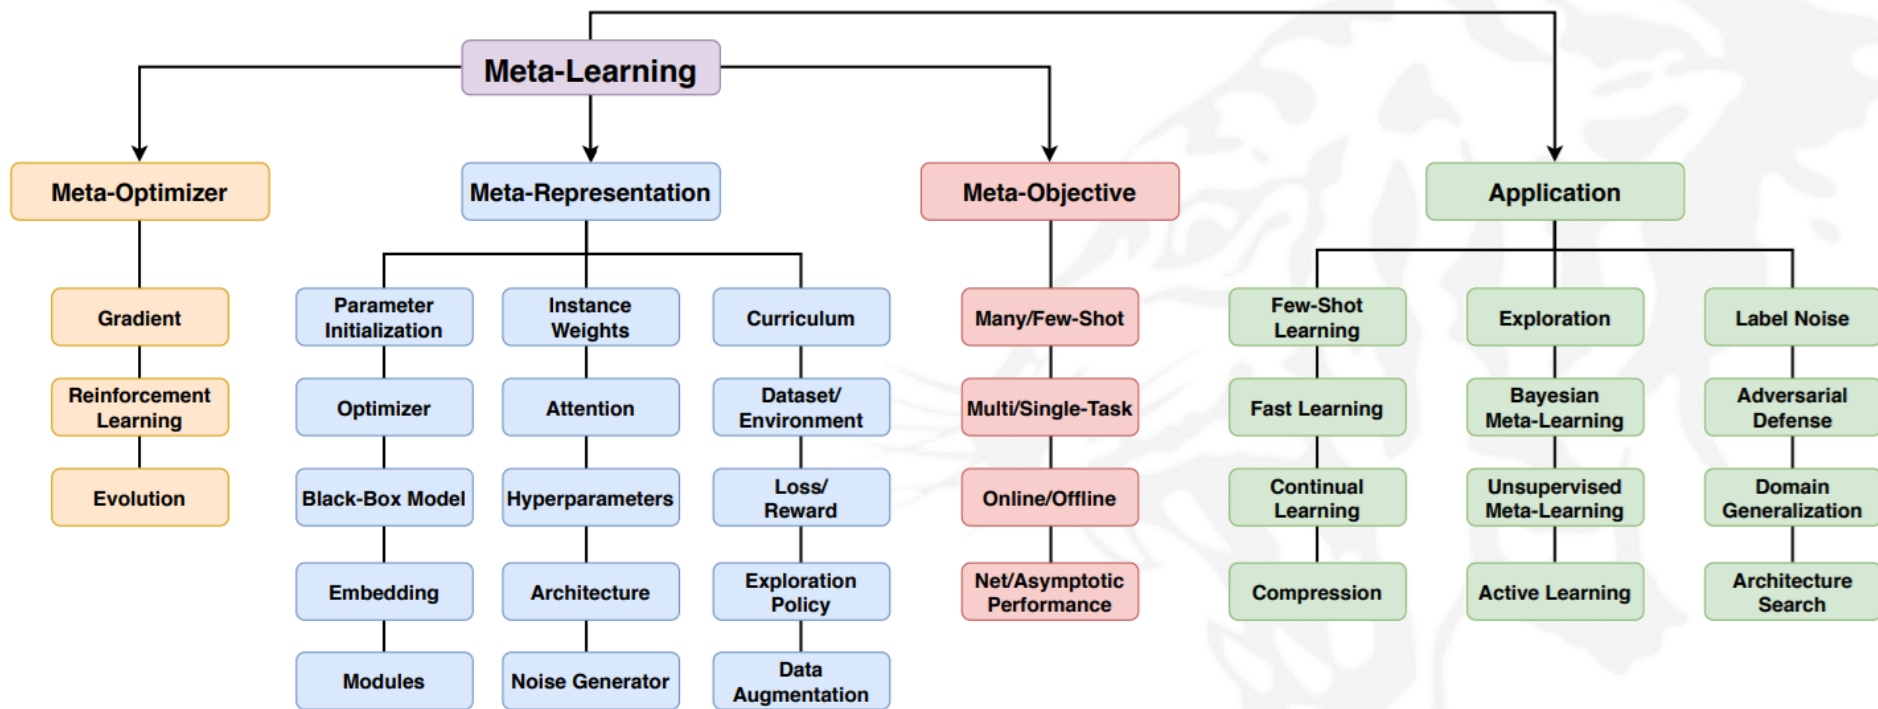 Meta-Learning
Meta-Optimizer
Meta-Representation
Meta-Objective
Application
Gradient
Reinforcement
Learning
Evolution
Parameter
Initialization
Optimizer
Black-Box Model
Embedding
Modules
Instance
Weights
Attention
Hyperparameters
Architecture
Noise Generator
Curriculum
Dataset/
Environment
Loss/
Reward
Exploration
Policy
Data
Augmentation
Many/Few-Shot
Multi/Single-Task
Online/Offline
Net/Asymptotic
Performance
Few-Shot
Learning
Fast Learning
Continual
Learning
Compression
Exploration
Bayesian
Meta-Learning
Unsupervised
Meta-Learning
Active Learning
Label Noise
Adversarial
Defense
Domain
Generalization
Architecture
Search